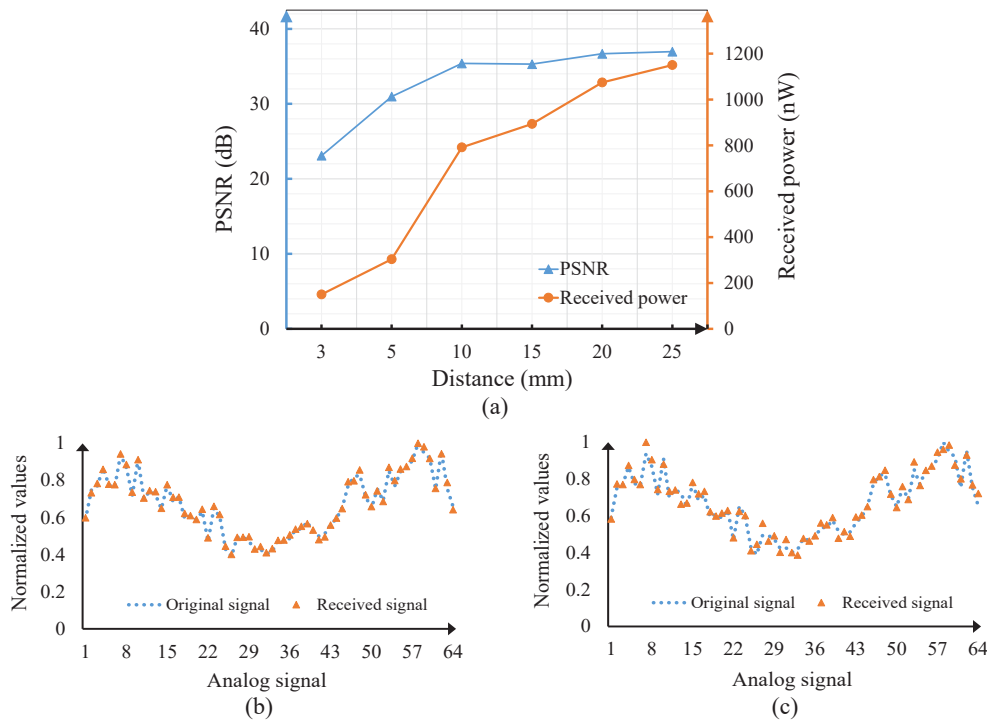 40
30
20
10
0
PSNR (dB)
1200
1000
800
600
400
200
0
Received power (nW)
PSNR
Received power
3 5 10 15 20 25
Distance (mm)
(a)
1
0.8
0.6
0.4
0.2
0
Normalized values
Original signal Received signal
1 8 15 22 29 36 43 50 57 64
Analog signal
(b)
1
0.8
0.6
0.4
0.2
0
Normalized values
Original signal Received signal
1 8 15 22 29 36 43 50 57 64
Analog signal
(c)